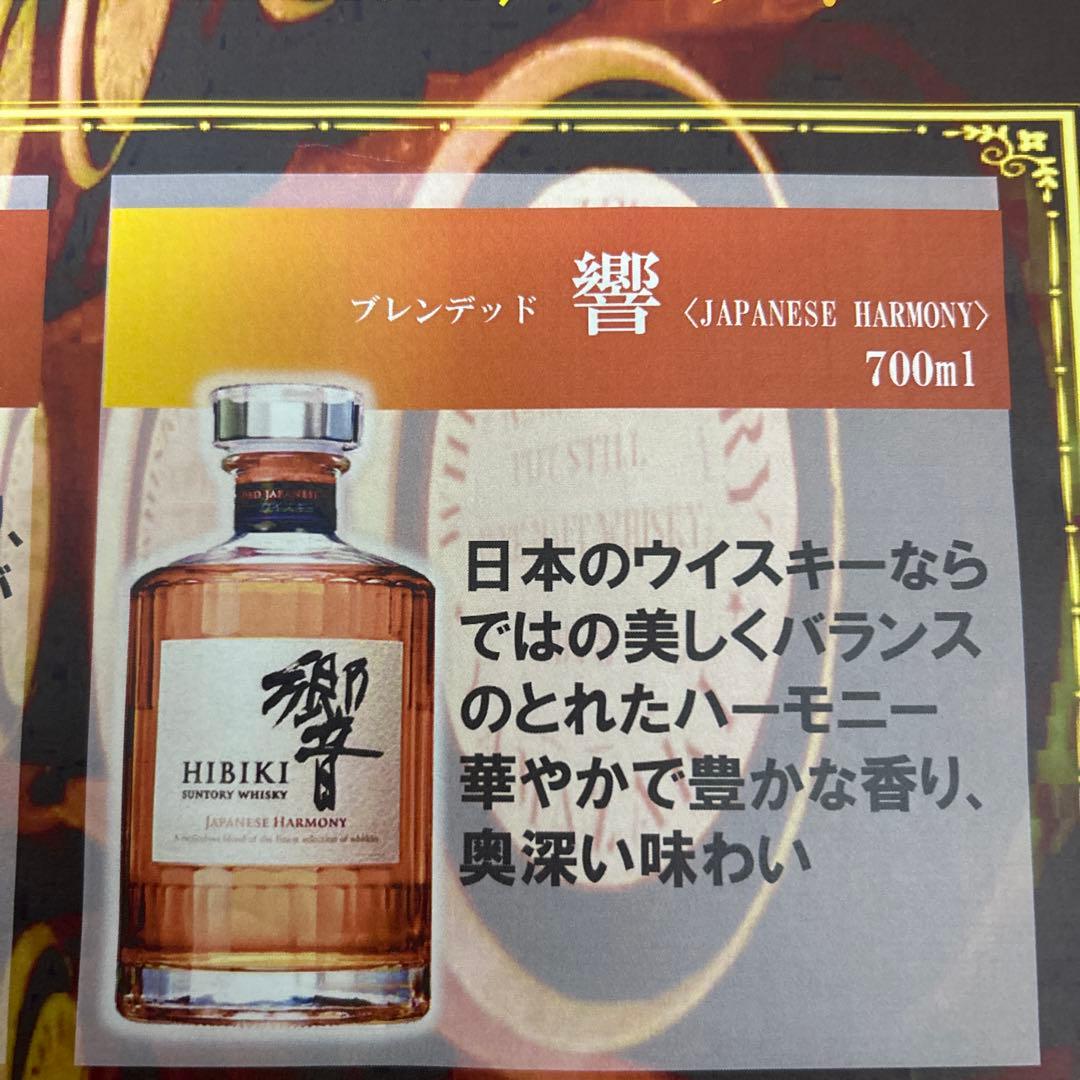 ブレンデッド 響 〈JAPANESE HARMONY〉
700ml
日本のウイスキーなら
ではの美しくバランス
のとれたハーモニー
華やかで豊かな香り、
奥深い味わい
響
HIBIKI
SUNTORY WHISKY
JAPANESE HARMONY